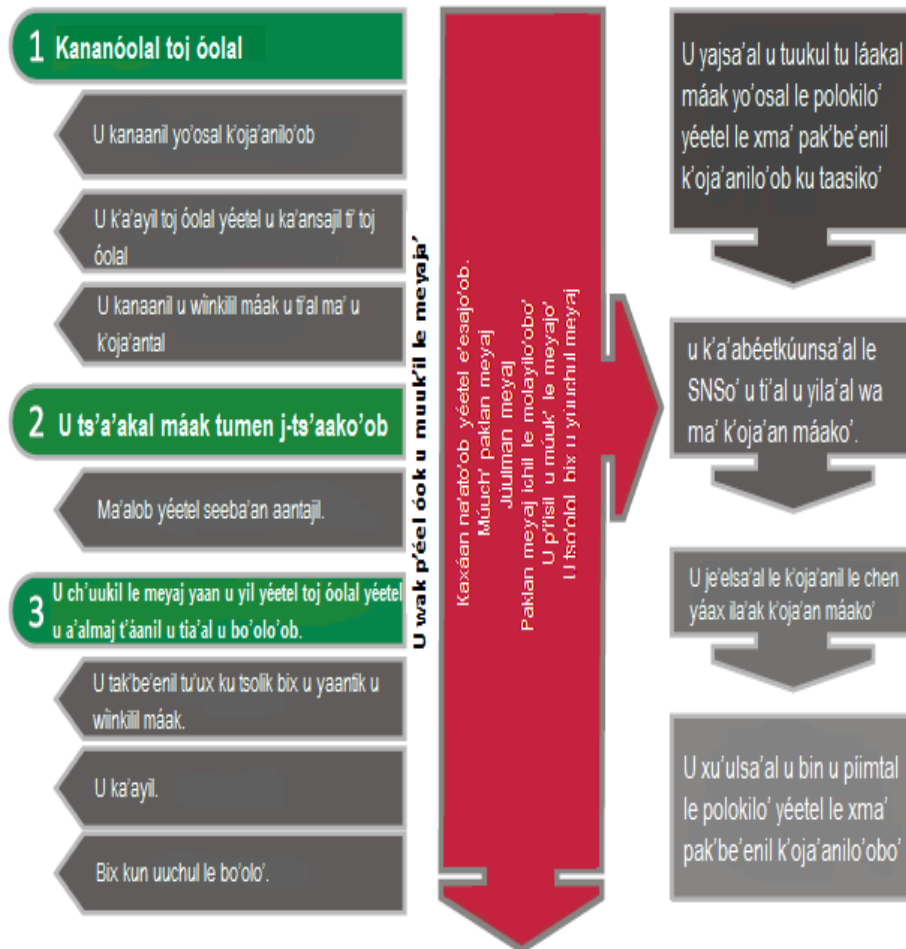 1 Kananóolal toj óolal
U kanaanil yo'osal k'oja'anilo'ob
U k'a'ayil toj óolal yéetel u ka'ansajil ti' toj
óolal
U kanaanil u wíinkilil máak u ti'al ma' u
k'oja'antal
2 U ts'a'akal máak tumen j-ts'aako'ob
Ma'alob yéetel seeba'an aantajil.
3 U ch'uukil le meyaj yaan u yil yéetel toj óolal yéetel
u a'almaj t'áanil u tia'al u bo'olo'ob.
U tak'be'enil tu'ux ku tsolik bix u yaantik u
wíinkilil máak.
U ka'ayil.
Bix kun uuchul le bo'olo'.
U wak p'éel óok u muuk'il le meyaja'
Kaxáan na'ato'ob yéetel e'esajo'ob.
Múuch' paklan meyaj
Júulman meyaj
Paklan meyaj ichil le molayilo'obo'
U p'i'isil u múuk' le meyajo'
U tso'olol bix u yúuchul meyaj
U yajsa'al u tuukul tu láakal
máak yo'osal le polokilo'
yéetel le xma' pak'be'enil
k'oja'anilo'ob ku taasiko'
u k'a'abéetkúunsa'al le
SNSo' u ti'al u yila'al wa
ma' k'oja'an máako'.
U je'elsa'al le k'oja'anil le chen
yáax ila'ak k'oja'an máako'
U xu'ulsa'al u bin u píimtal
le polokilo' yéetel le xma'
pak'be'enil k'oja'anilo'obo'